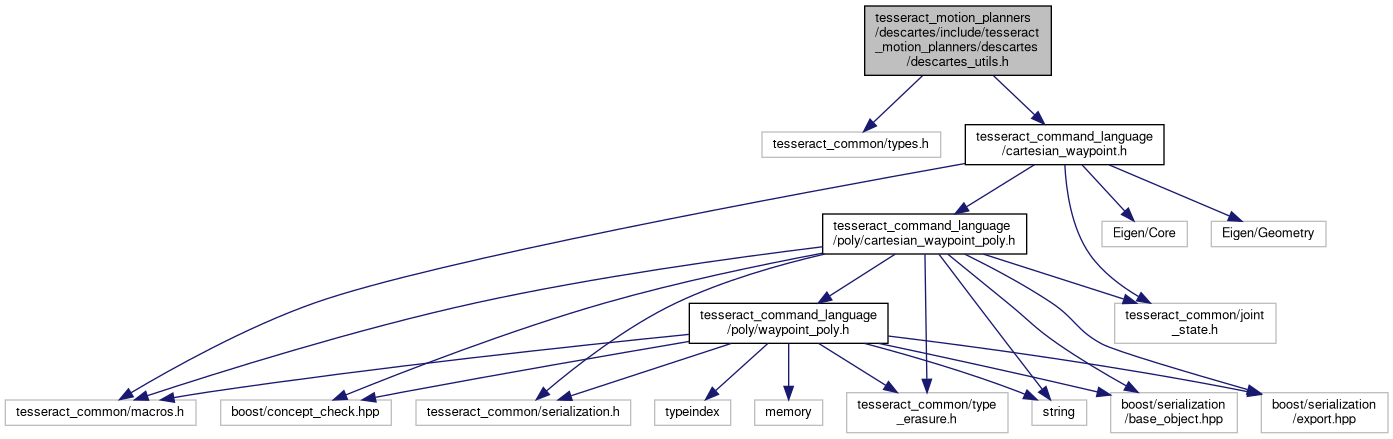 tesseract_motion_planners
/descartes/include/tesseract
_motion_planners/descartes
/descartes_utils.h
tesseract_common/types.h
tesseract_command_language
/cartesian_waypoint.h
tesseract_command_language
/poly/cartesian_waypoint_poly.h
Eigen/Core
Eigen/Geometry
tesseract_command_language
/poly/waypoint_poly.h
tesseract_common/joint
_state.h
tesseract_common/macros.h
boost/concept_check.hpp
tesseract_common/serialization.h
typeindex
memory
tesseract_common/type
_erasure.h
string
boost/serialization
/base_object.hpp
boost/serialization
/export.hpp